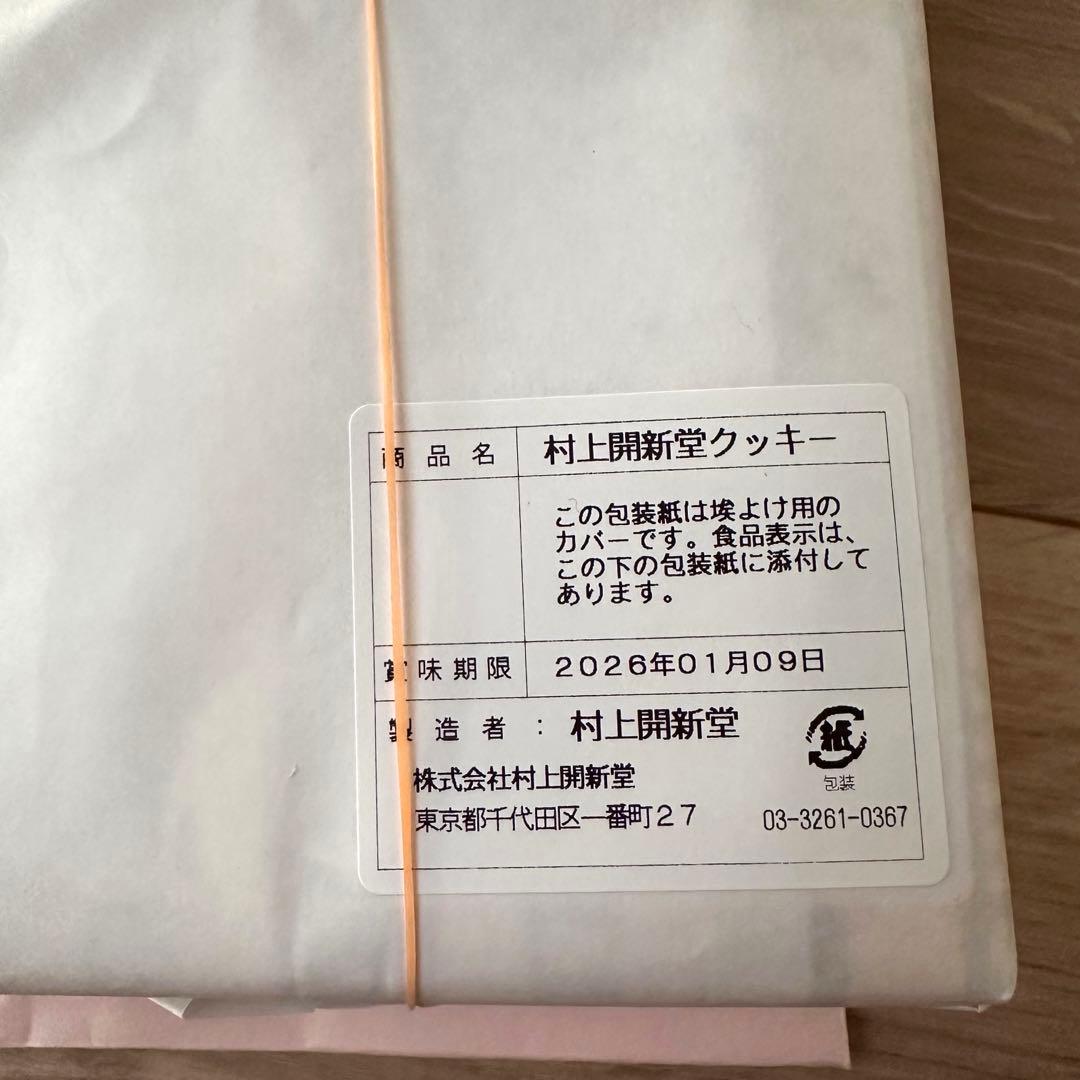 商品名 村上開新堂クッキー
この包装紙は埃よけ用の
カバーです。食品表示は、
この下の包装紙に添付して
あります。
賞味期限 2026年01月09日
製造者：村上開新堂
紙
包装
株式会社村上開新堂
東京都千代田区一番町27 03-3261-0367